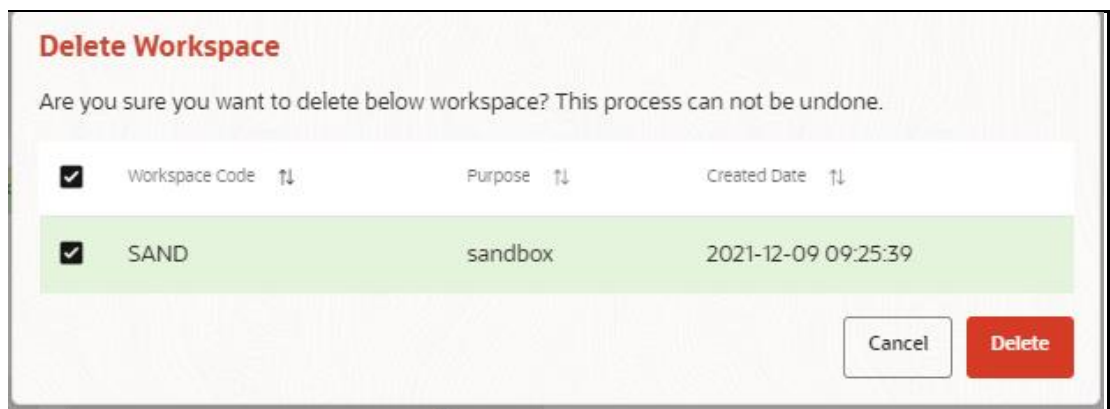 Delete Workspace
Are you sure you want to delete below workspace? This process can not be undone.
Workspace Code Purpose Created Date
SAND sandbox 2021-12-09 09:25:39
Cancel Delete